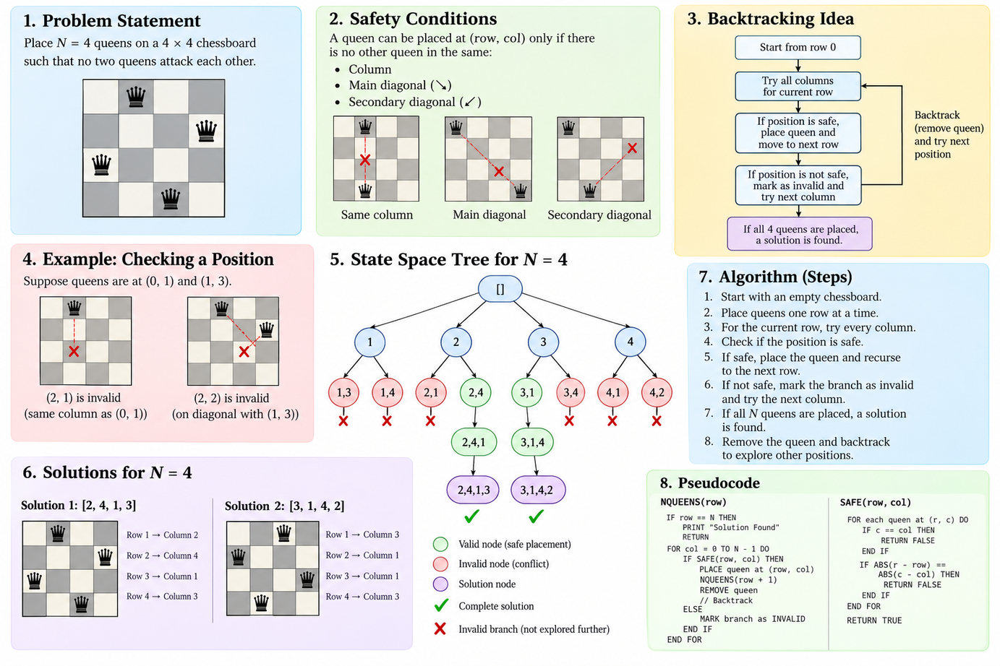 1. Problem Statement
Place N = 4 queens on a 4 × 4 chessboard
such that no two queens attack each other.
2. Safety Conditions
A queen can be placed at (row, col) only if there
is no other queen in the same:
• Column
• Main diagonal (↘)
• Secondary diagonal (↙)
Same column
Main diagonal
Secondary diagonal
3. Backtracking Idea
Start from row 0
Try all columns
for current row
If position is safe,
place queen and
move to next row
If position is not safe,
mark as invalid and
try next column
If all 4 queens are placed,
a solution is found.
Backtrack
(remove queen)
and try next
position
4. Example: Checking a Position
Suppose queens are at (0, 1) and (1, 3).
(2, 1) is invalid
(same column as (0, 1))
(2, 2) is invalid
(on diagonal with (1, 3))
5. State Space Tree for N = 4
[]
1
2
3
4
1,3
1,4
2,1
2,4
3,1
3,4
4,1
4,2
2,4,1
3,1,4
2,4,1,3
3,1,4,2
Valid node (safe placement)
Invalid node (conflict)
Solution node
Complete solution
Invalid branch (not explored further)
6. Solutions for N = 4
Solution 1: [2, 4, 1, 3]
Row 1 → Column 2
Row 2 → Column 4
Row 3 → Column 1
Row 4 → Column 3
Solution 2: [3, 1, 4, 2]
Row 1 → Column 3
Row 2 → Column 1
Row 3 → Column 1
Row 4 → Column 3
7. Algorithm (Steps)
1. Start with an empty chessboard.
2. Place queens one row at a time.
3. For the current row, try every column.
4. Check if the position is safe.
5. If safe, place the queen and recurse
to the next row.
6. If not safe, mark the branch as invalid
and try the next column.
7. If all N queens are placed, a solution
is found.
8. Remove the queen and backtrack
to explore other positions.
8. Pseudocode
NQUEENS(row)
IF row == N THEN
PRINT "Solution Found"
RETURN
FOR col = 0 TO N - 1 DO
IF SAFE(row, col) THEN
PLACE queen at (row, col)
NQUEENS(row + 1)
REMOVE queen
// Backtrack
ELSE
MARK branch as INVALID
END IF
END FOR
SAFE(row, col)
FOR each queen at (r, c) DO
IF c == col THEN
RETURN FALSE
END IF
IF ABS(r - row) ==
ABS(c - col) THEN
RETURN FALSE
END IF
END FOR
RETURN TRUE